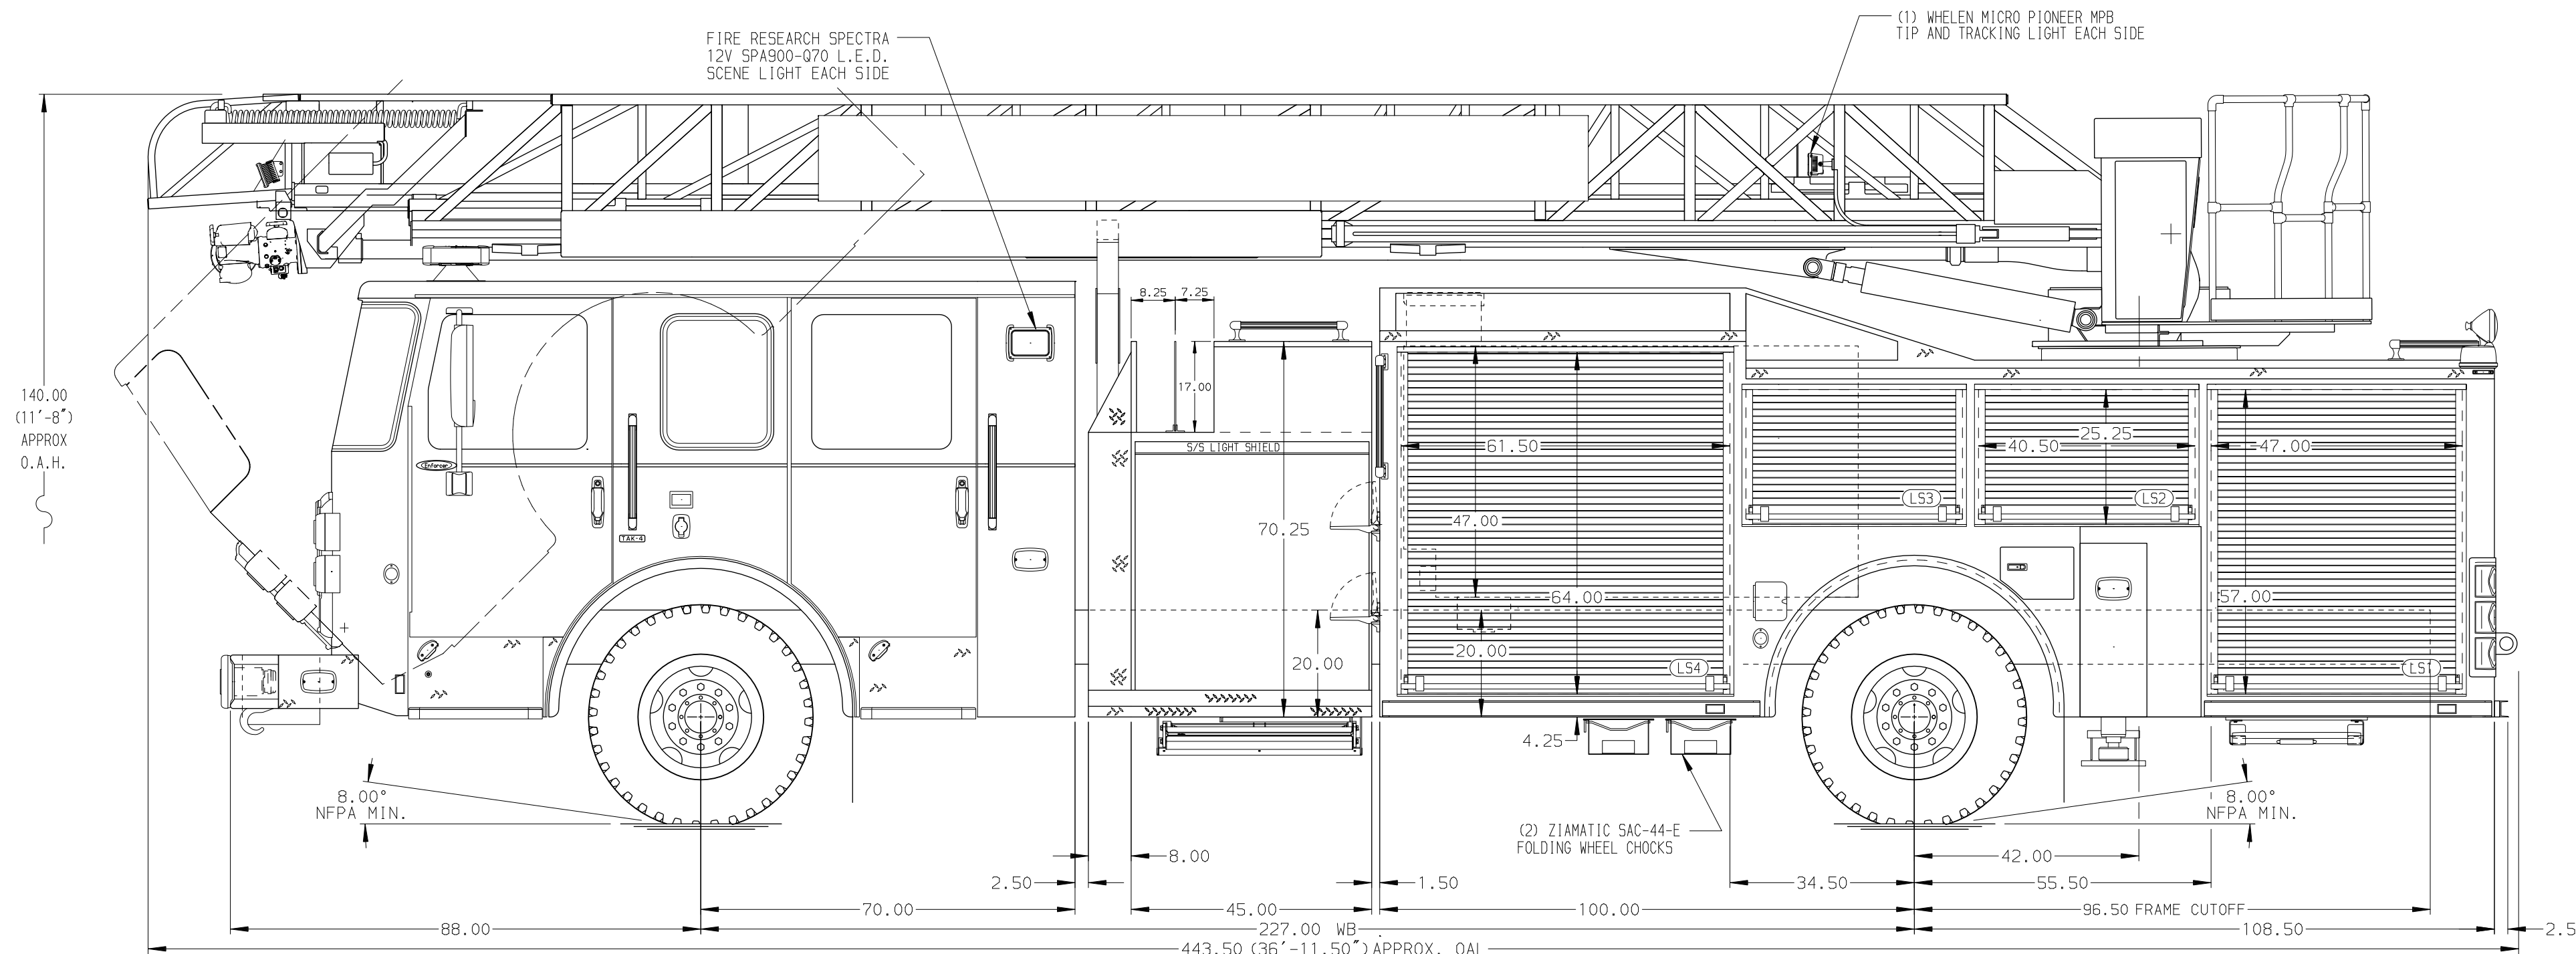 (1) WHELEN MICRO PIONEER MPB
TIP AND TRACKING LIGHT EACH SIDE
FIRE RESEARCH SPECTRA
12V SPA900-Q70 L.E.D.
SCENE LIGHT EACH SIDE
140.00
(11'-8")
APPROX
O.A.H.
8.25
7.25
17.00
S/S LIGHT SHIELD
Enforcer
TAK-4
70.25
20.00
61.50
47.00
64.00
20.00
LS4
4.25
LS3
40.50
25.25
LS2
47.00
57.00
LS1
8.00°
NFPA MIN.
8.00°
NFPA MIN.
(2) ZIAMATIC SAC-44-E
FOLDING WHEEL CHOCKS
8.00
42.00
2.50
1.50
34.50
55.50
70.00
45.00
100.00
96.50 FRAME CUTOFF
88.00
227.00 WB
108.50
2.5
443.50 (36'-11.50") APPROX. OAL